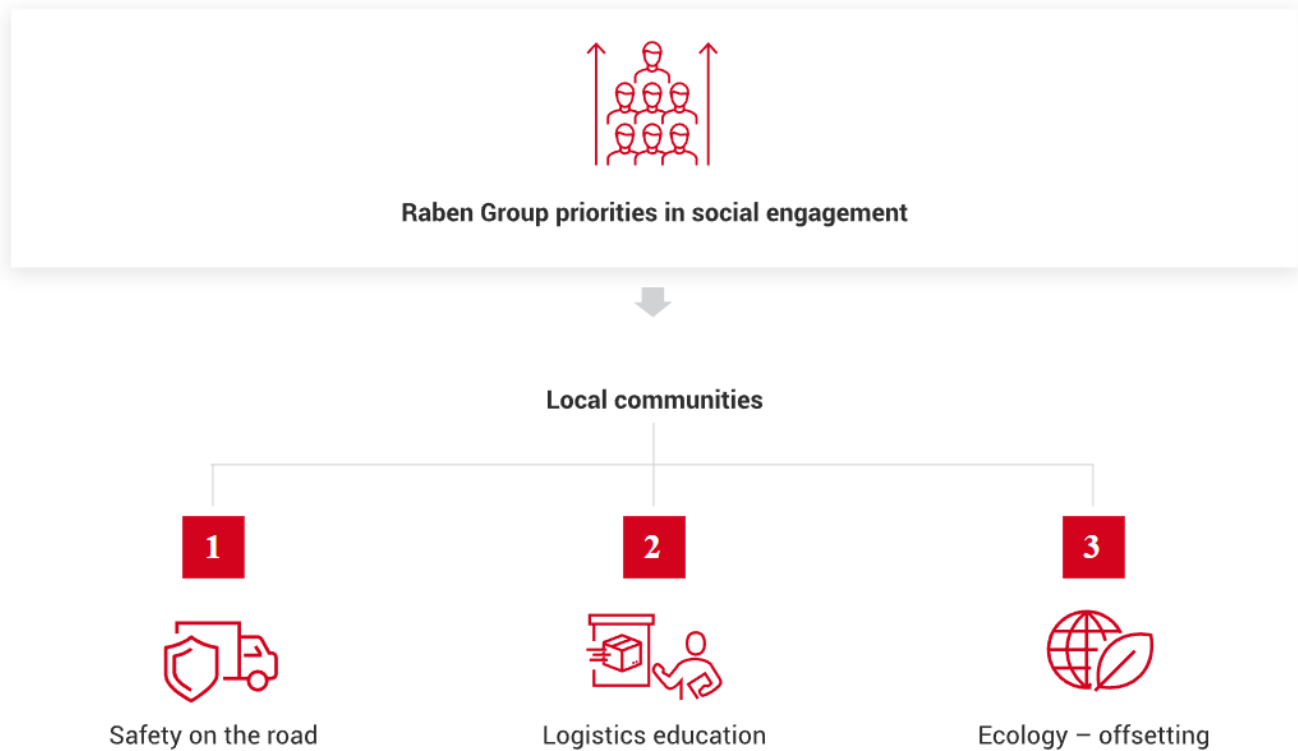 Raben Group priorities in social engagement
Local communities
1
2
3
Safety on the road
Logistics education
Ecology – offsetting